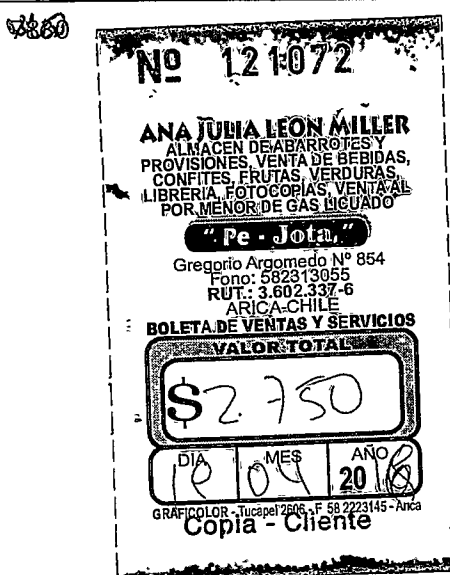 Nº 121072
ANA JULIA LEON MILLER
ALMACEN DE ABARROTES Y
PROVISIONES, VENTA DE BEBIDAS,
CONFITES, FRUTAS, VERDURAS,
LIBRERIA, FOTOCOPIAS, VENTA AL
POR MENOR DE GAS LICUADO
"Pe - Jota,"
Gregorio Argomedo Nº 854
Fono: 582313055
RUT.: 3.602.337-6
ARICA-CHILE
BOLETA DE VENTAS Y SERVICIOS
VALOR TOTAL
$ 2.750
DIA MES AÑO
04 20
GRAFICOLOR - Tucapel 2606 - F 58 2223145 - Arica
Copia - Cliente